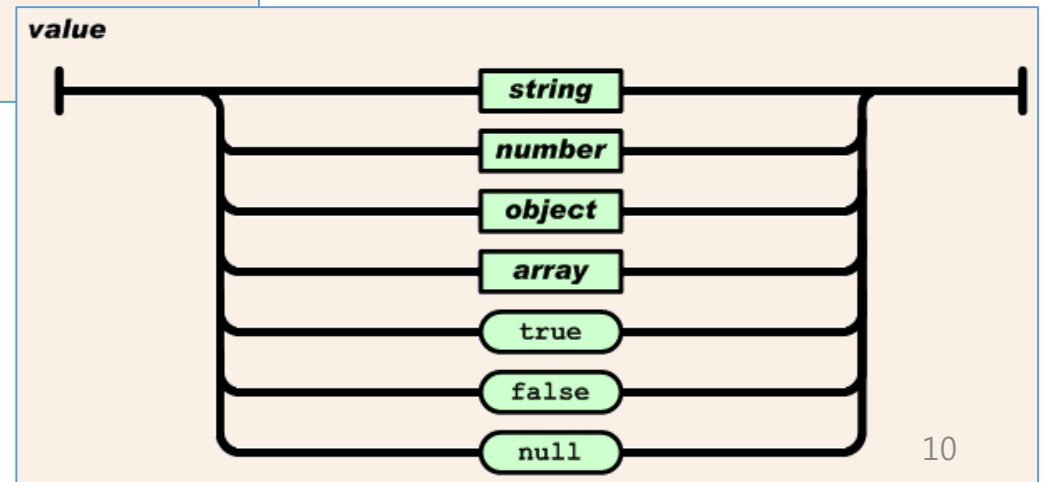 value
string
number
object
array
true
false
null
10